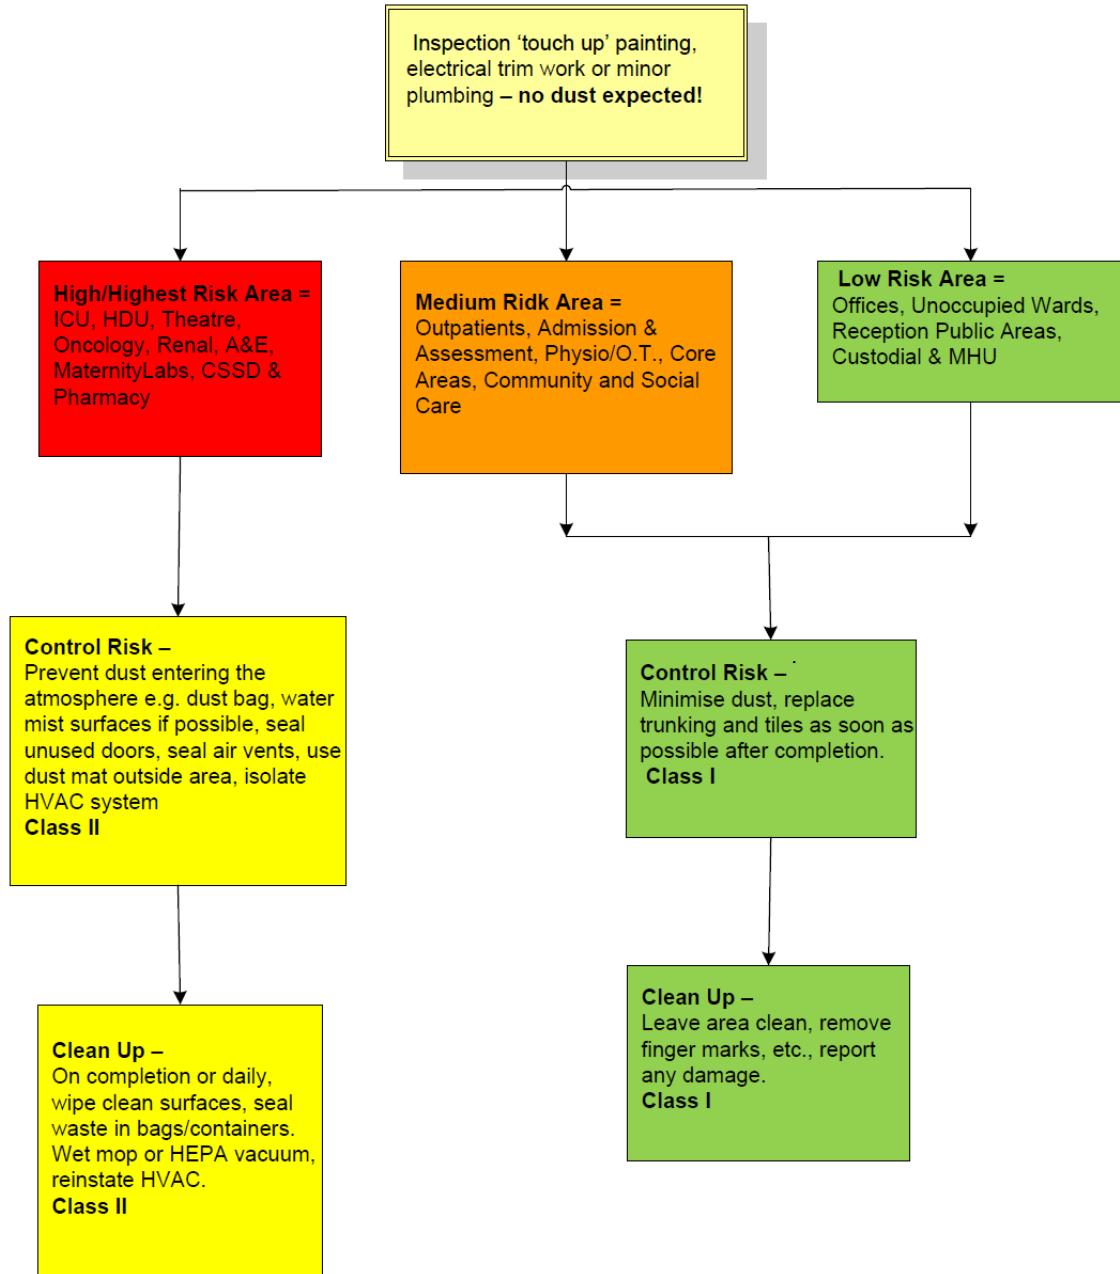 Inspection ‘touch up’ painting,
electrical trim work or minor
plumbing – no dust expected!
High/Highest Risk Area =
ICU, HDU, Theatre,
Oncology, Renal, A&E,
MaternityLabs, CSSD &
Pharmacy
Medium Ridk Area =
Outpatients, Admission &
Assessment, Physio/O.T., Core
Areas, Community and Social
Care
Low Risk Area =
Offices, Unoccupied Wards,
Reception Public Areas,
Custodial & MHU
Control Risk –
Prevent dust entering the
atmosphere e.g. dust bag, water
mist surfaces if possible, seal
unused doors, seal air vents, use
dust mat outside area, isolate
HVAC system
Class II
Control Risk –
Minimise dust, replace
trunking and tiles as soon as
possible after completion.
Class I
Clean Up –
On completion or daily,
wipe clean surfaces, seal
waste in bags/containers.
Wet mop or HEPA vacuum,
reinstate HVAC.
Class II
Clean Up –
Leave area clean, remove
finger marks, etc., report
any damage.
Class I